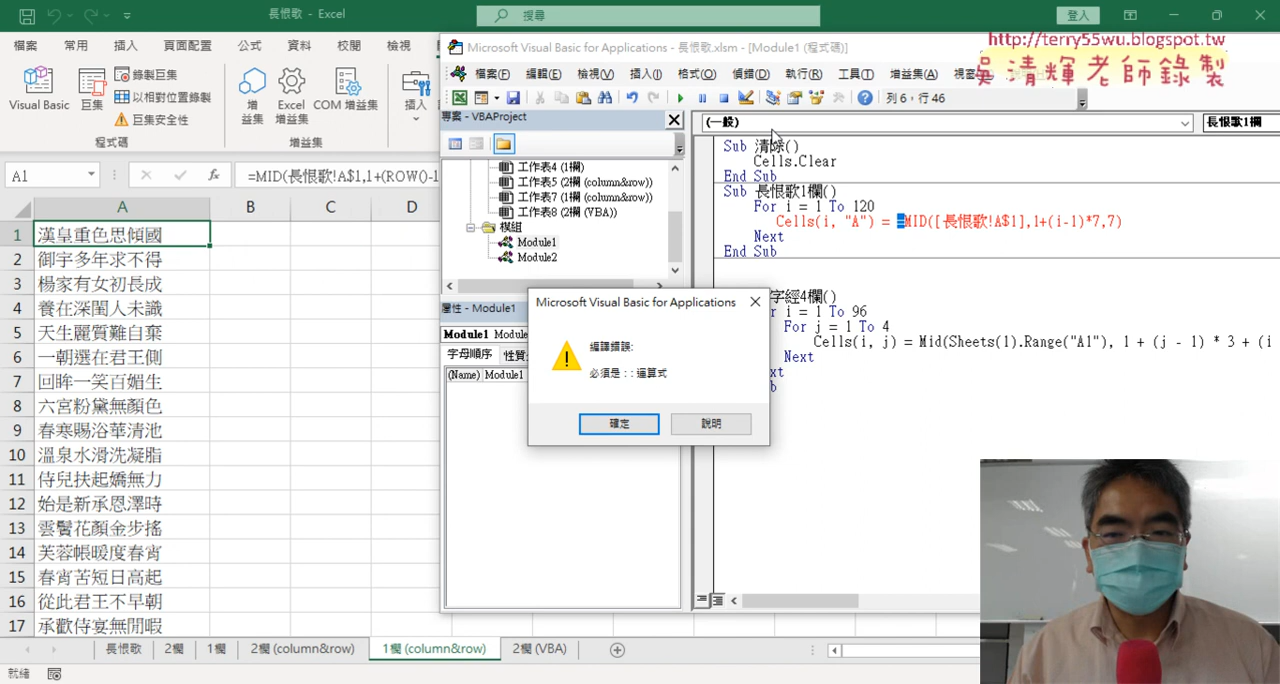 長恨歌 - Excel
搜尋
登入
檔案 常用 插入 頁面配置 公式 資料 校閱 檢視
Visual Basic
巨集
錄製巨集
以相對位置錄製
巨集安全性
程式碼
增益集
Excel 增益集
COM 增益集
增益集
插入
A1
=MID(長恨歌!A$1,1+(ROW()-1
A B C D
1 漢皇重色思傾國
2 御宇多年求不得
3 楊家有女初長成
4 養在深閨人未識
5 天生麗質難自棄
6 一朝選在君王側
7 回眸一笑百媚生
8 六宮粉黛無顏色
9 春寒賜浴華清池
10 溫泉水滑洗凝脂
11 侍兒扶起嬌無力
12 始是新承恩澤時
13 雲鬢花顏金步搖
14 芙蓉帳暖度春宵
15 春宵苦短日高起
16 從此君王不早朝
17 承歡侍宴無閒暇
長恨歌 2欄 1欄 2欄 (column&row) 1欄 (column&row) 2欄 (VBA)
就緒
Microsoft Visual Basic for Applications - 長恨歌.xlsm - [Module1 (程式碼)]
檔案(F) 編輯(E) 檢視(V) 插入(I) 格式(O) 偵錯(D) 執行(R) 工具(T) 增益集(A)
列 6，行 46
http://terry55wu.blogspot.tw
吳清輝老師錄製
專案 - VBAProject
工作表4 (1欄)
工作表5 (2欄 (column&row))
工作表7 (1欄 (column&row))
工作表8 (2欄 (VBA))
模組
Module1
Module2
屬性 - Module1
Module1 Module
字母順序
(Name) Module1
(一般)
長恨歌1欄
Sub 清除()
Cells.Clear
End Sub
Sub 長恨歌1欄()
For i = 1 To 120
Cells(i, "A") = =MID([長恨歌!A$1],1+(i-1)*7,7)
Next
End Sub
字經4欄()
r i = 1 To 96
For j = 1 To 4
Cells(i, j) = Mid(Sheets(1).Range("A1"), 1 + (j - 1) * 3 + (i
Next
xt
b
Microsoft Visual Basic for Applications
編譯錯誤:
必須是: : 運算式
確定
說明